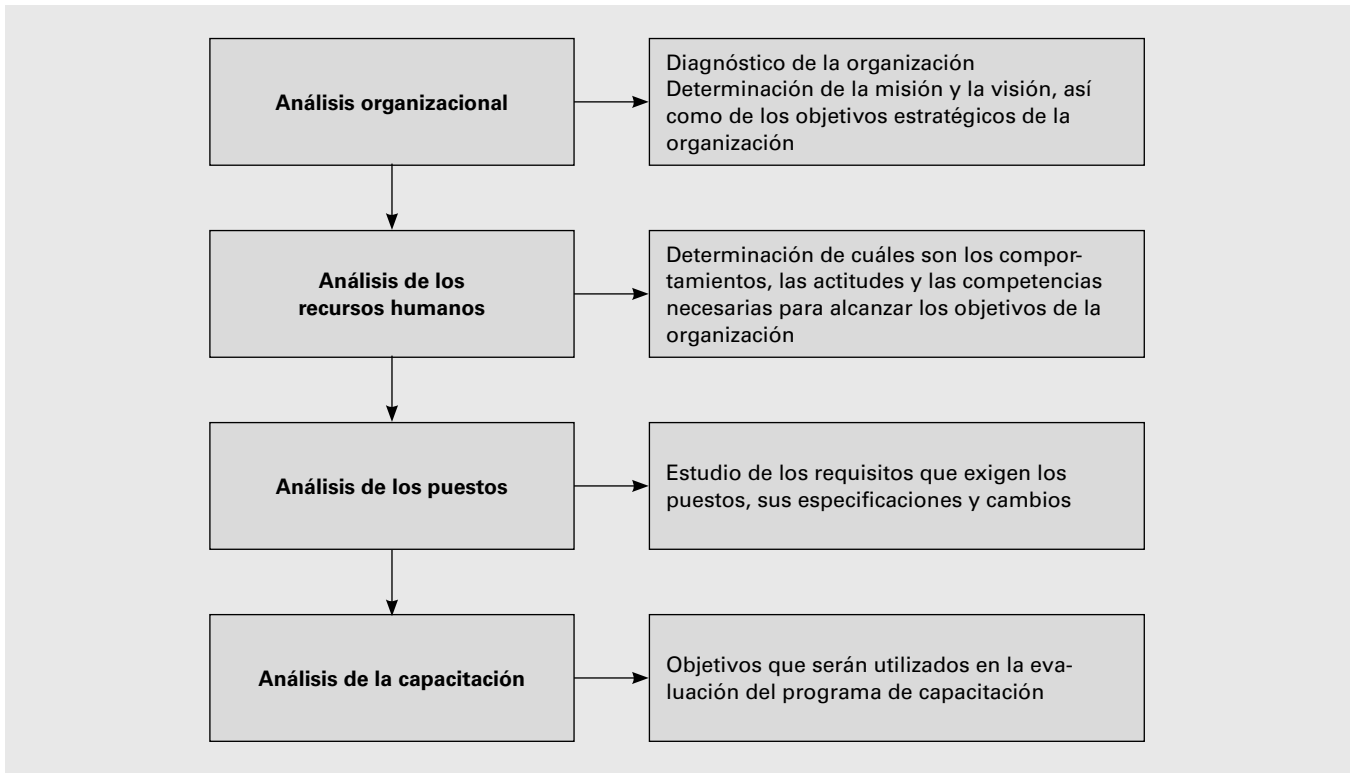 Análisis organizacional
Diagnóstico de la organización
Determinación de la misión y la visión, así
como de los objetivos estratégicos de la
organización
Análisis de los
recursos humanos
Determinación de cuáles son los compor-
tamientos, las actitudes y las competencias
necesarias para alcanzar los objetivos de la
organización
Análisis de los puestos
Estudio de los requisitos que exigen los
puestos, sus especificaciones y cambios
Análisis de la capacitación
Objetivos que serán utilizados en la eva-
luación del programa de capacitación